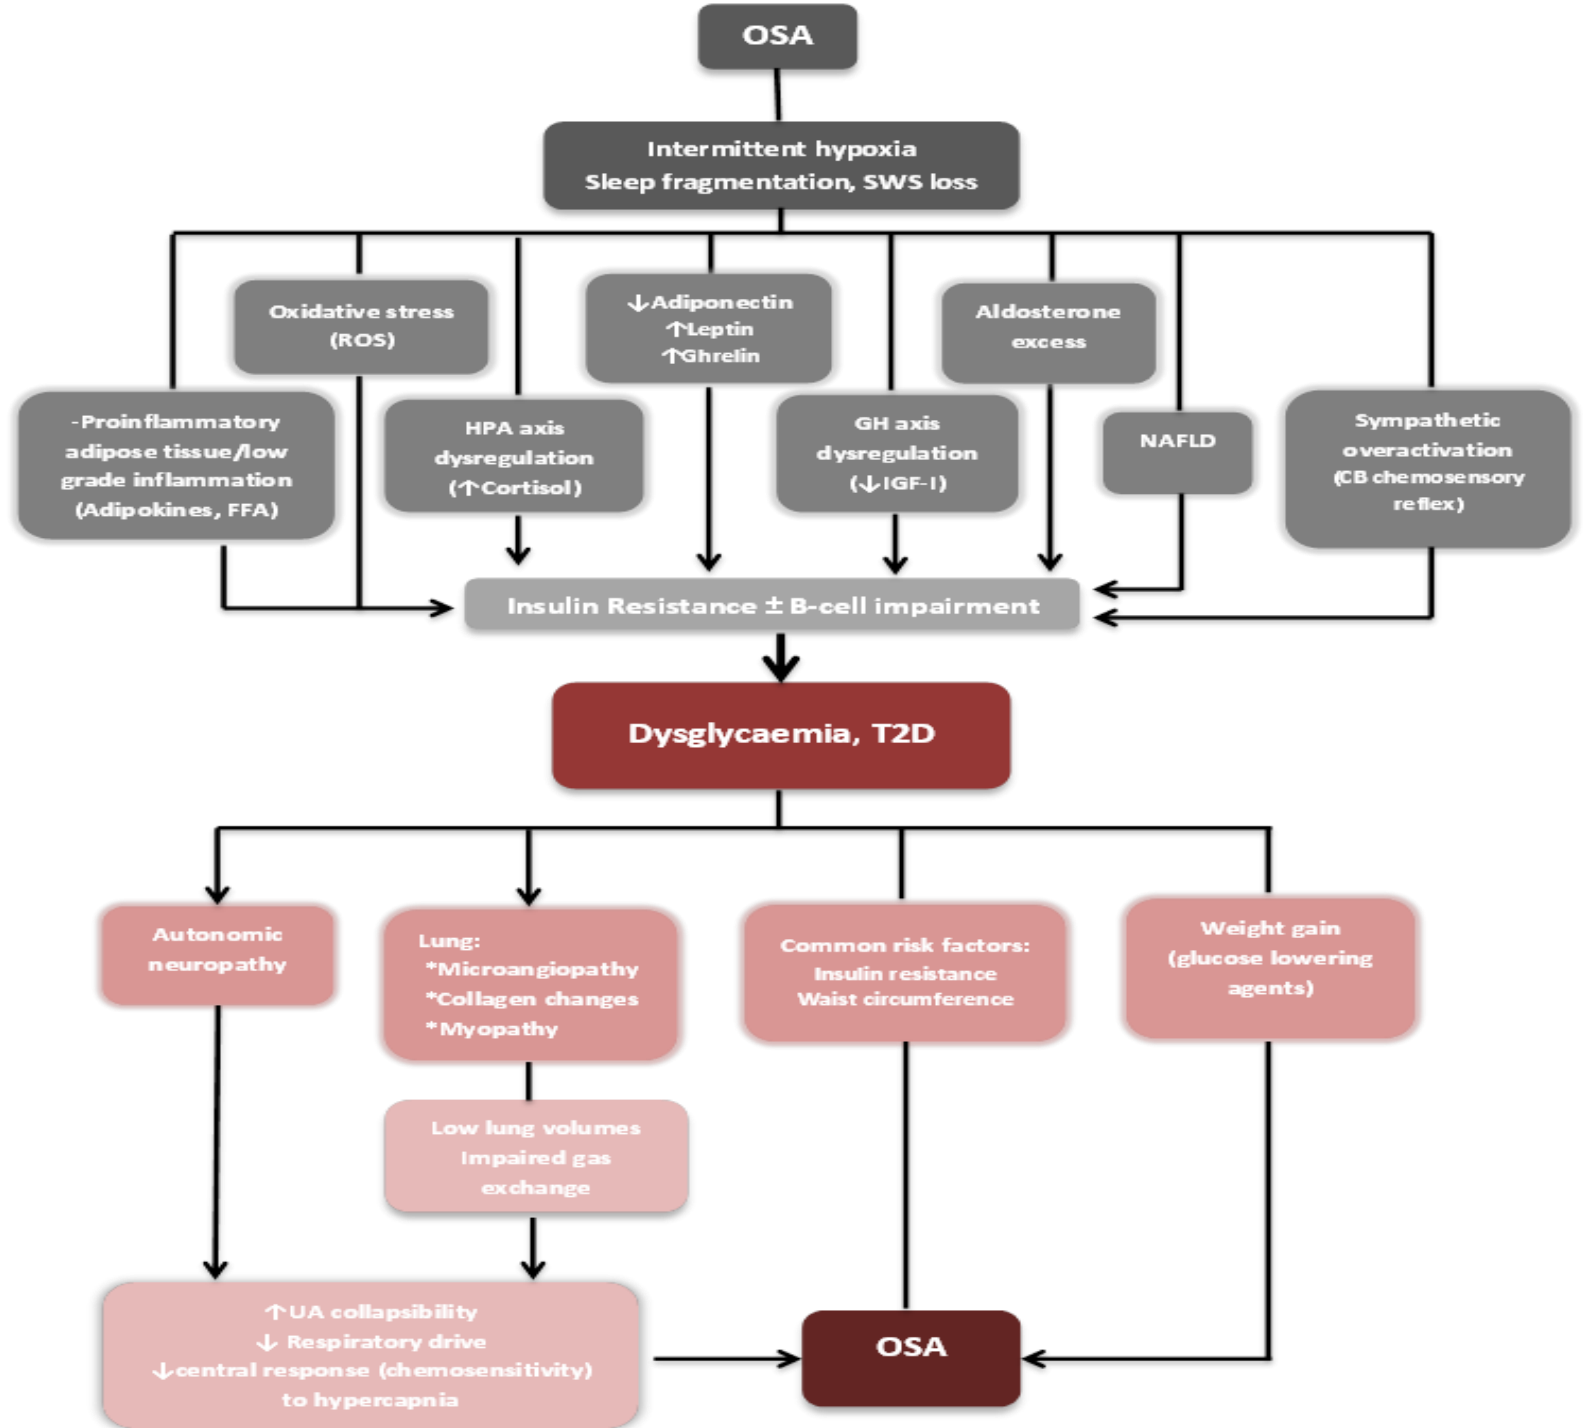 OSA
Intermittent hypoxia
Sleep fragmentation, SWS loss
-Proinflammatory
adipose tissue/low
grade inflammation
(Adipokines, FFA)
Oxidative stress
(ROS)
HPA axis
dysregulation
(↑Cortisol)
↓Adiponectin
↑Leptin
↑Ghrelin
GH axis
dysregulation
(↓IGF-I)
Aldosterone
excess
NAFLD
Sympathetic
overactivation
(CB chemosensory
reflex)
Insulin Resistance ± B-cell impairment
Dysglycaemia, T2D
Autonomic
neuropathy
Lung:
*Microangiopathy
*Collagen changes
*Myopathy
Common risk factors:
Insulin resistance
Waist circumference
Weight gain
(glucose lowering
agents)
Low lung volumes
Impaired gas
exchange
↑UA collapsibility
↓ Respiratory drive
↓central response (chemosensitivity)
to hypercapnia
OSA